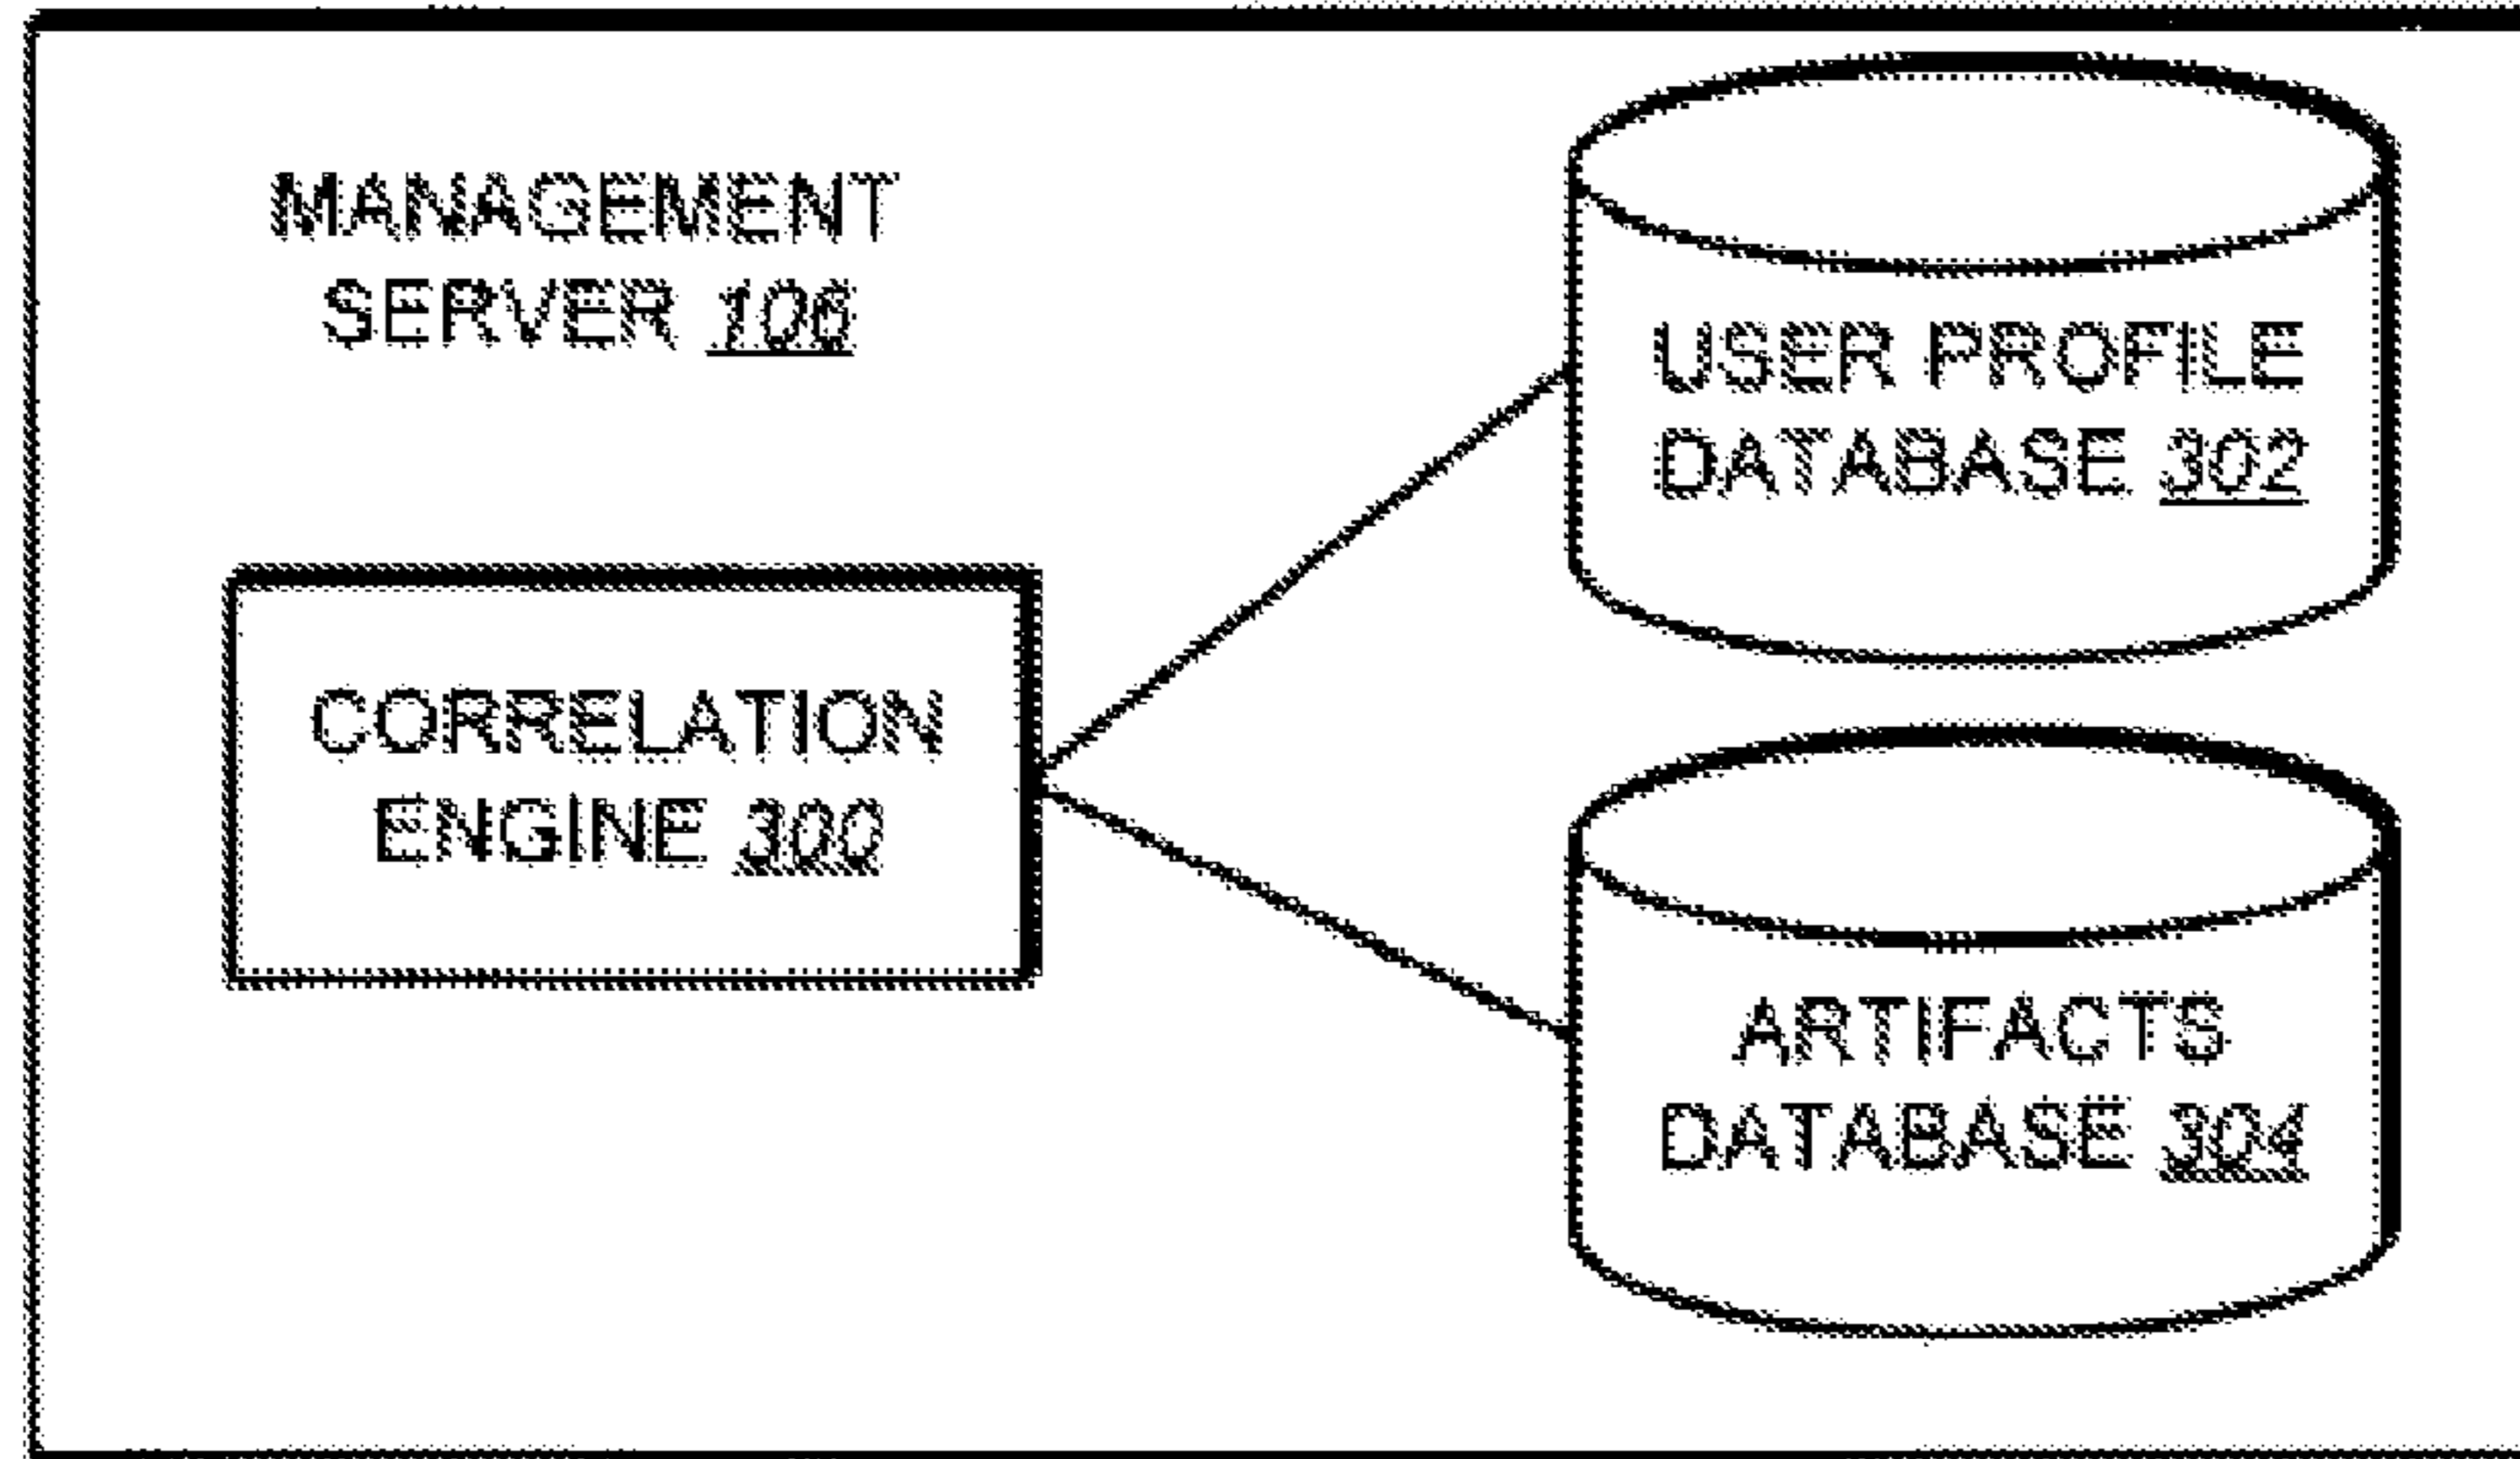 MANAGEMENT
SERVER 106
USER PROFILE
DATABASE 302
CORRELATION
ENGINE 300
ARTIFACTS
DATABASE 304